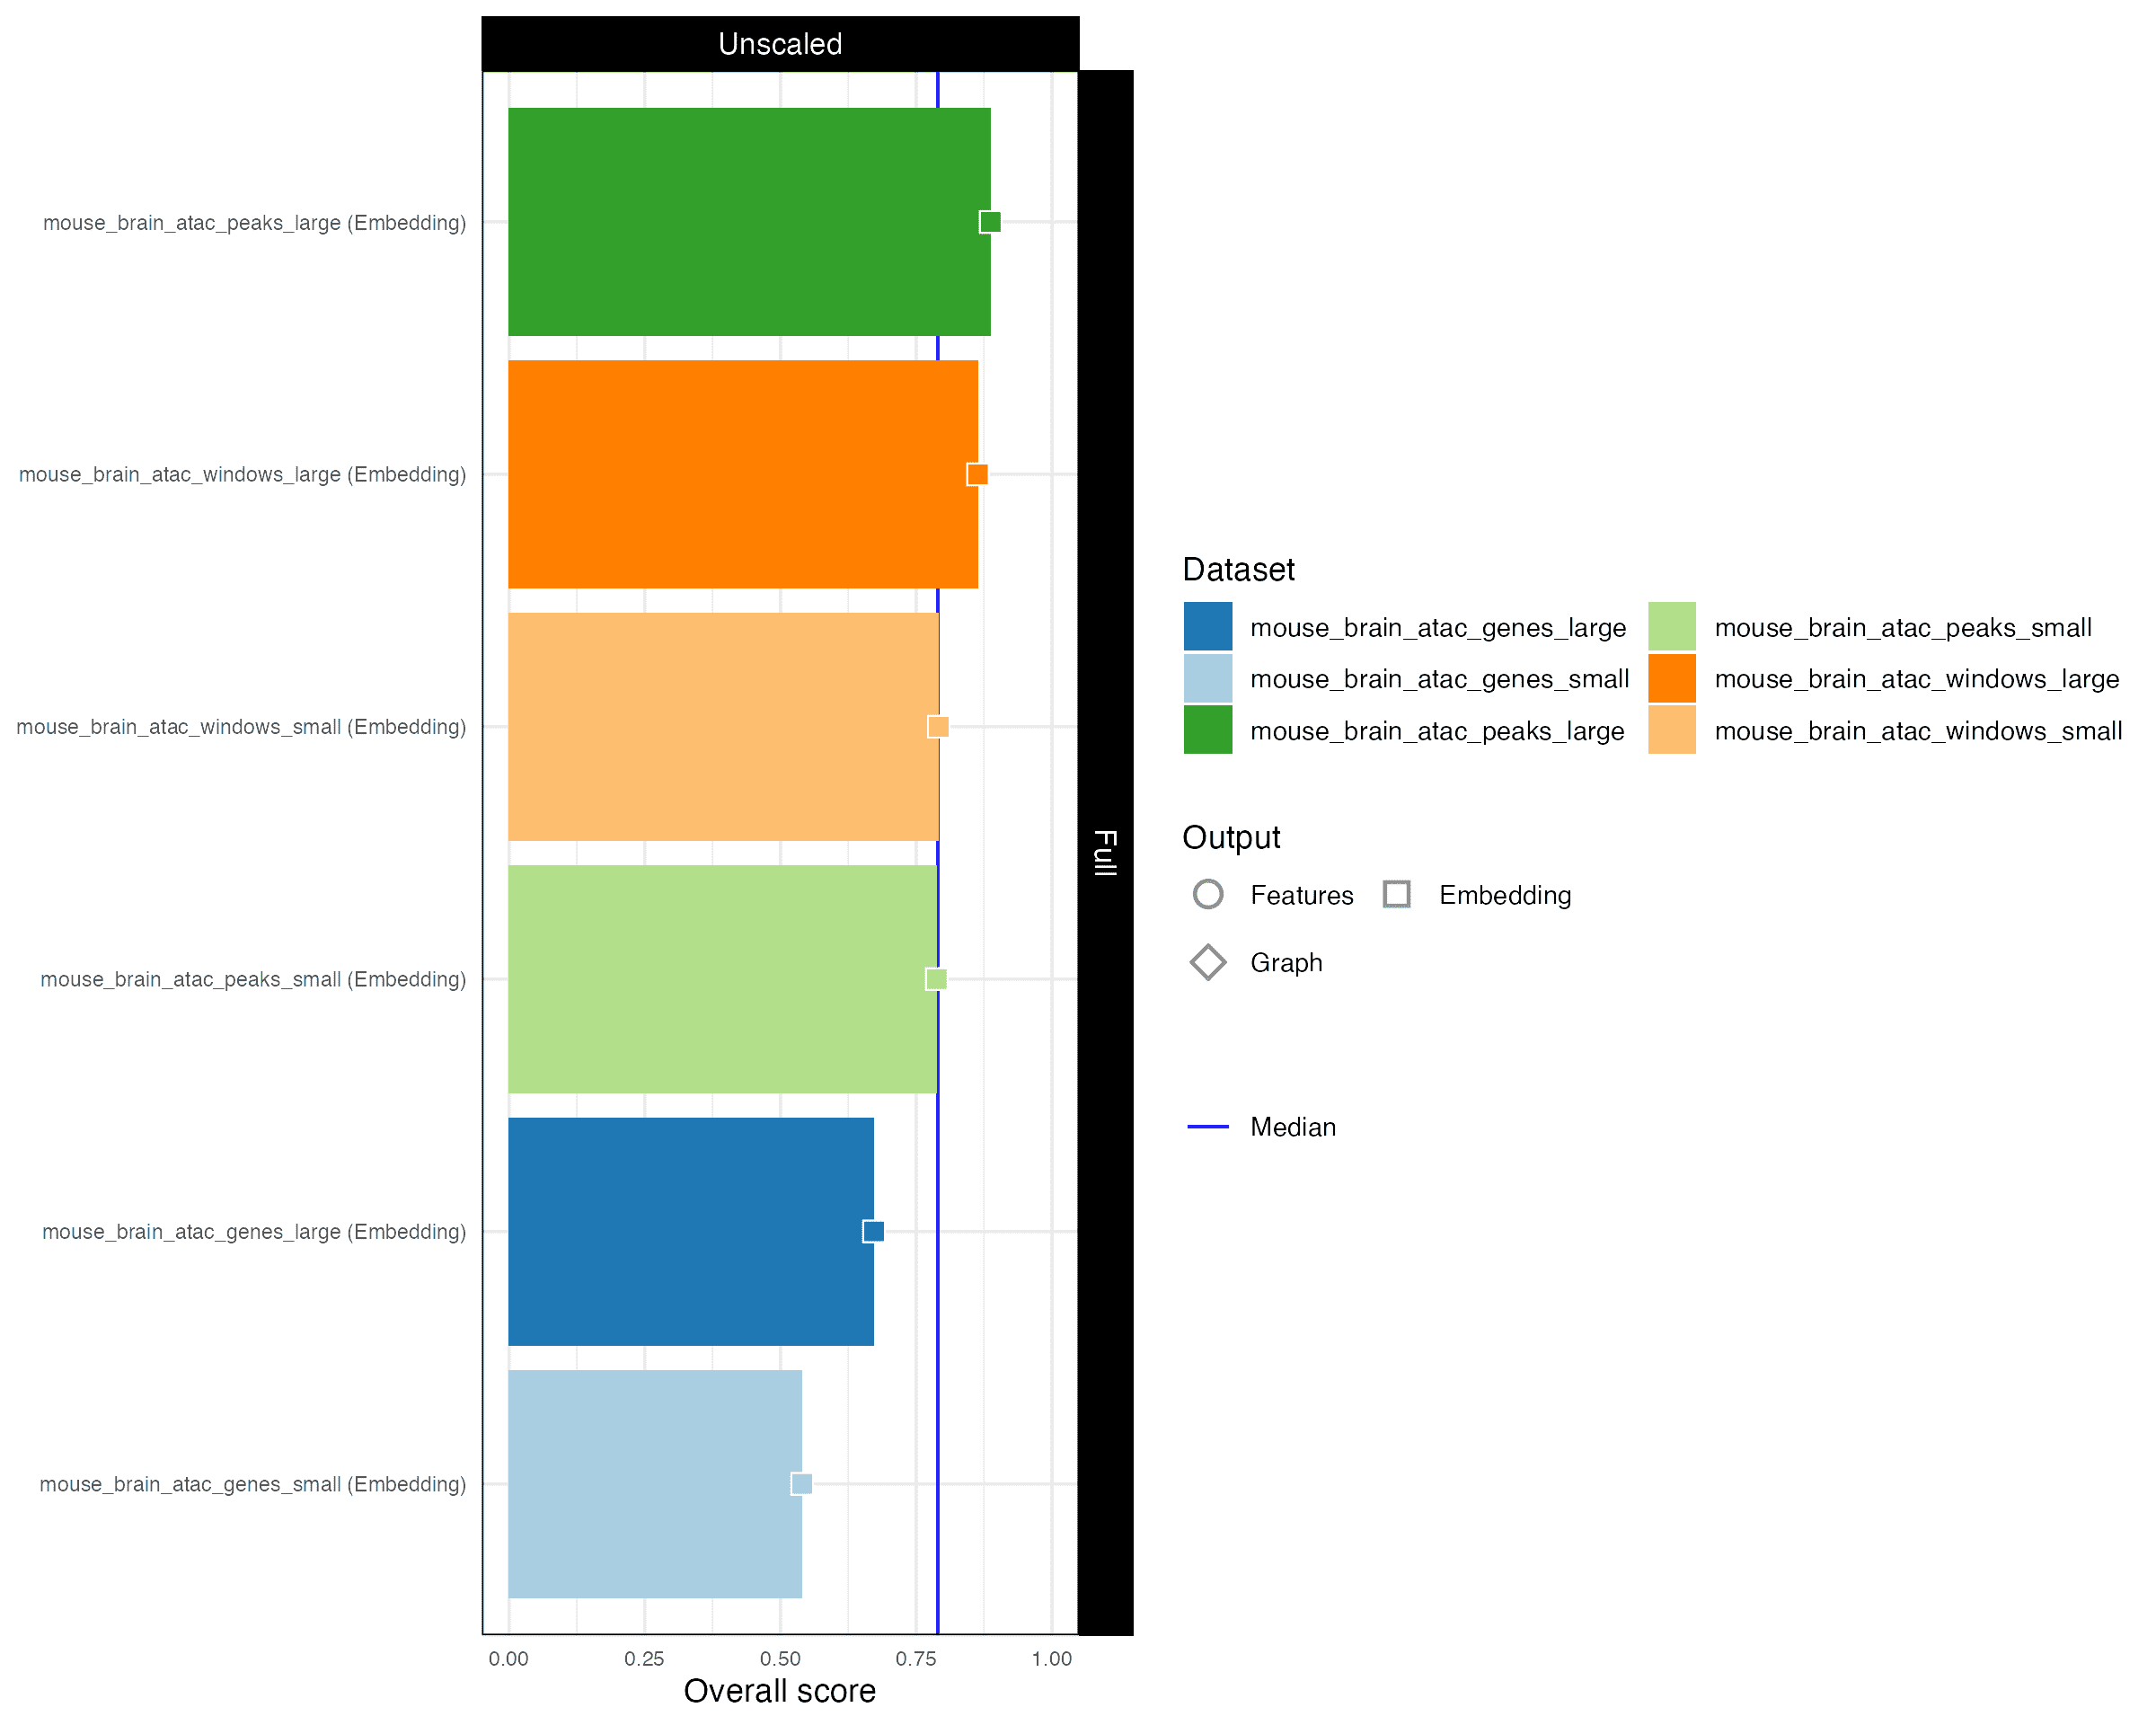 Unscaled
mouse_brain_atac_peaks_large (Embedding)
mouse_brain_atac_windows_large (Embedding)
mouse_brain_atac_windows_small (Embedding)
mouse_brain_atac_peaks_small (Embedding)
mouse_brain_atac_genes_large (Embedding)
mouse_brain_atac_genes_small (Embedding)
0.00 0.25 0.50 0.75 1.00
Overall score
Full
Dataset
mouse_brain_atac_genes_large mouse_brain_atac_peaks_small
mouse_brain_atac_genes_small mouse_brain_atac_windows_large
mouse_brain_atac_peaks_large mouse_brain_atac_windows_small
Output
Features Embedding
Graph
Median